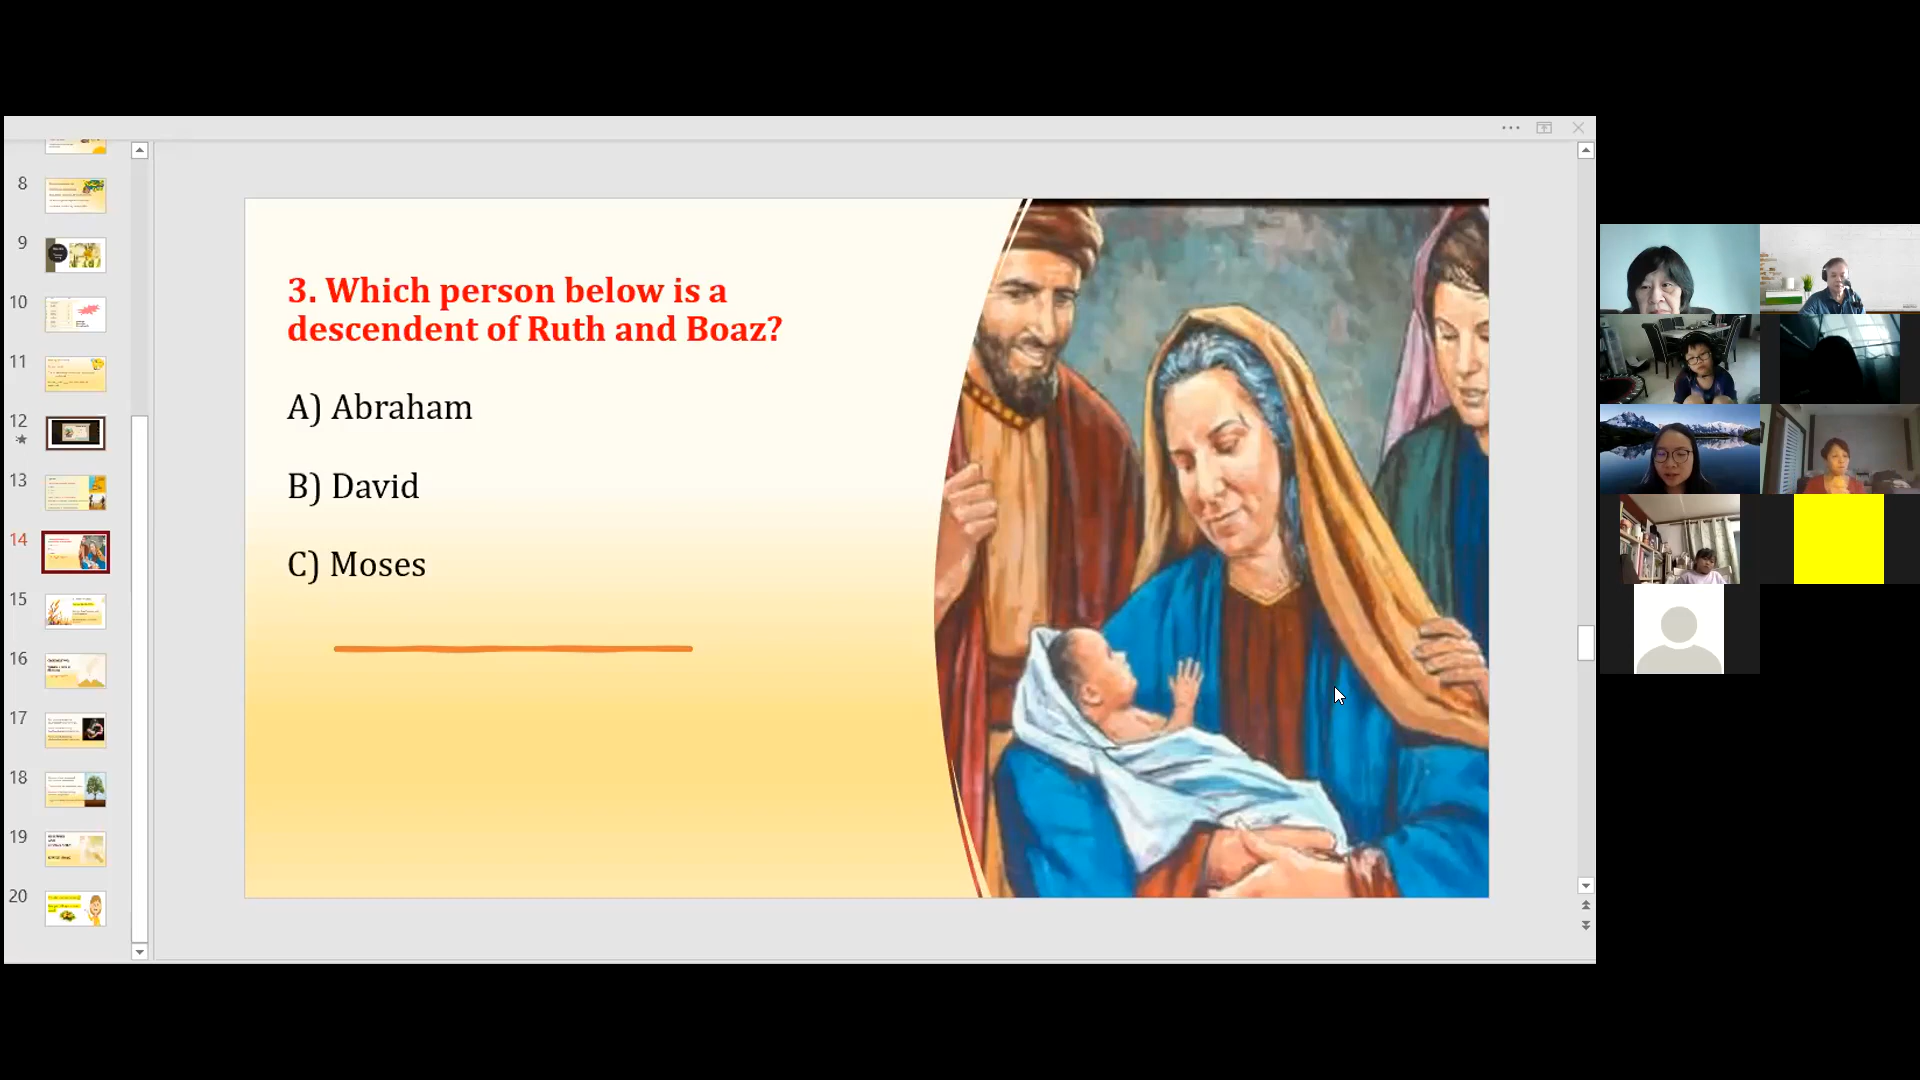 8
9
10
11
12
13
14
15
16
17
18
19
20
3. Which person below is a
descendent of Ruth and Boaz?
A) Abraham
B) David
C) Moses